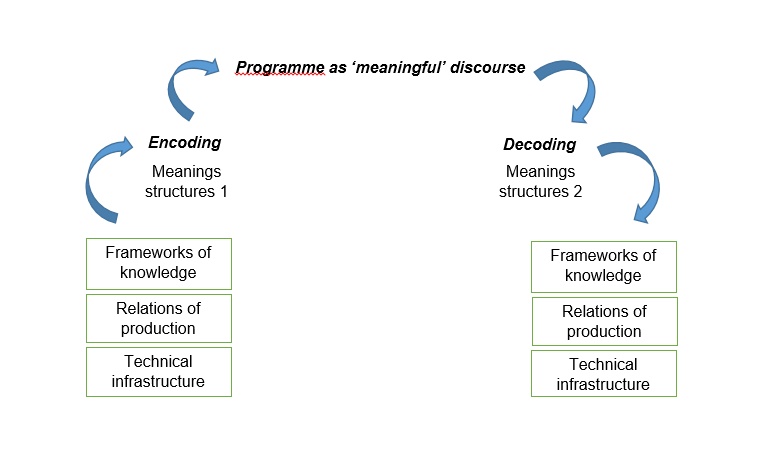 Programme as ‘meaningful’ discourse
Encoding
Meanings
structures 1
Decoding
Meanings
structures 2
Frameworks of
knowledge
Relations of
production
Technical
infrastructure
Frameworks of
knowledge
Relations of
production
Technical
infrastructure